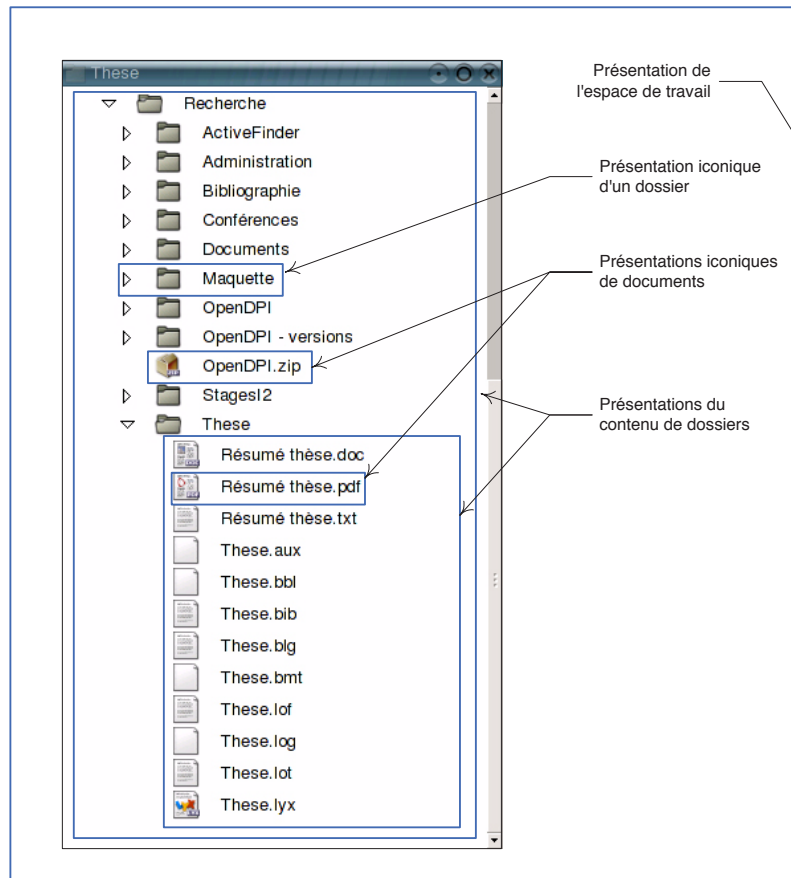 These
Recherche
ActiveFinder
Administration
Bibliographie
Conférences
Documents
Maquette
OpenDPI
OpenDPI - versions
OpenDPI.zip
StagesI2
These
Résumé thèse.doc
Résumé thèse.pdf
Résumé thèse.txt
These.aux
These.bbl
These.bib
These.blg
These.bmt
These.lof
These.log
These.lot
These.lyx
Présentation de
l'espace de travail
Présentation iconique
d'un dossier
Présentations iconiques
de documents
Présentations du
contenu de dossiers